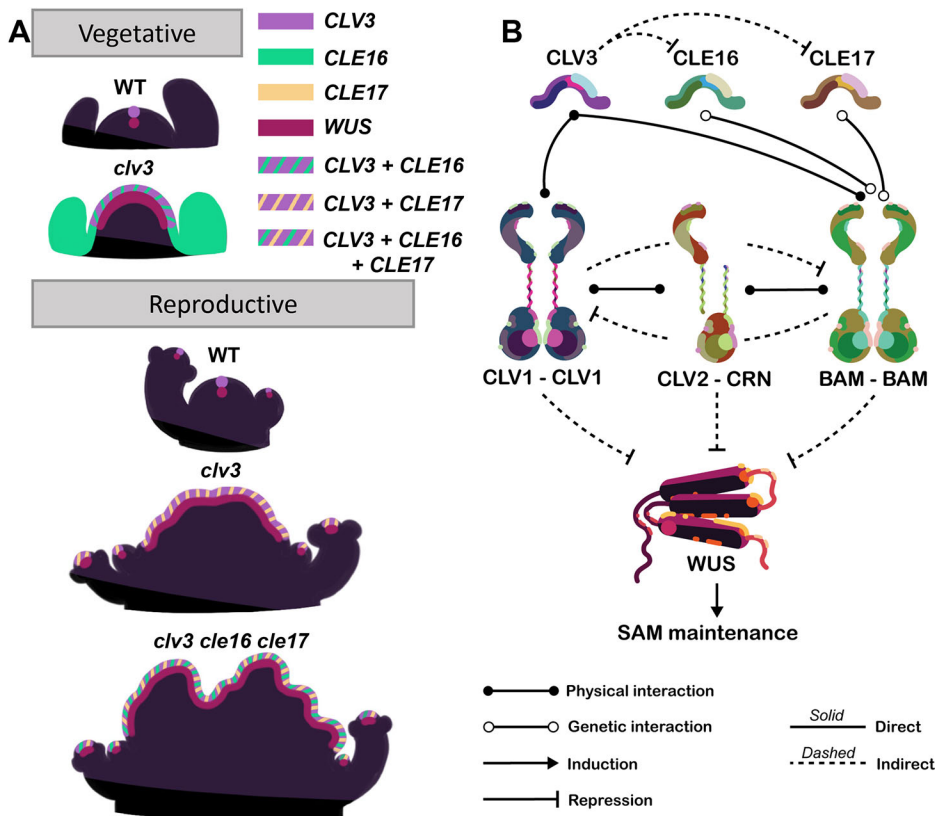 A
Vegetative
WT
clv3
CLV3
CLE16
CLE17
WUS
CLV3 + CLE16
CLV3 + CLE17
CLV3 + CLE16
+ CLE17
Reproductive
WT
clv3
clv3 cle16 cle17
B
CLV3
CLE16
CLE17
CLV1 - CLV1
CLV2 - CRN
BAM - BAM
WUS
SAM maintenance
Physical interaction
Genetic interaction
Induction
Repression
Solid
Direct
Dashed
Indirect